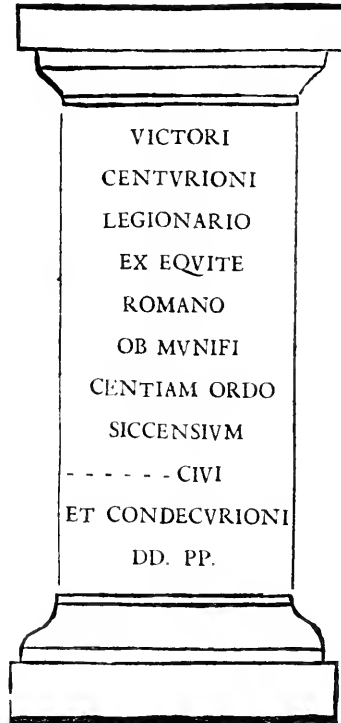 VICTORI
CENTVRIONI
LEGIONARIO
EX EQVITE
ROMANO
OB MVNIFI
CENTIAM ORDO
SICCENSIVM
- - - - - - CIVI
ET CONDECVRIONI
DD. PP.